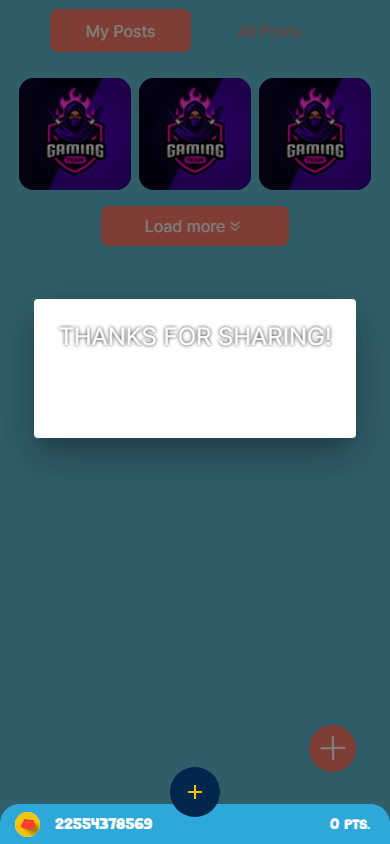 My Posts All Posts
GAMING
TEAM
GAMING
TEAM
GAMING
TEAM
Load more
THANKS FOR SHARING!
22554378569 0 PTS.